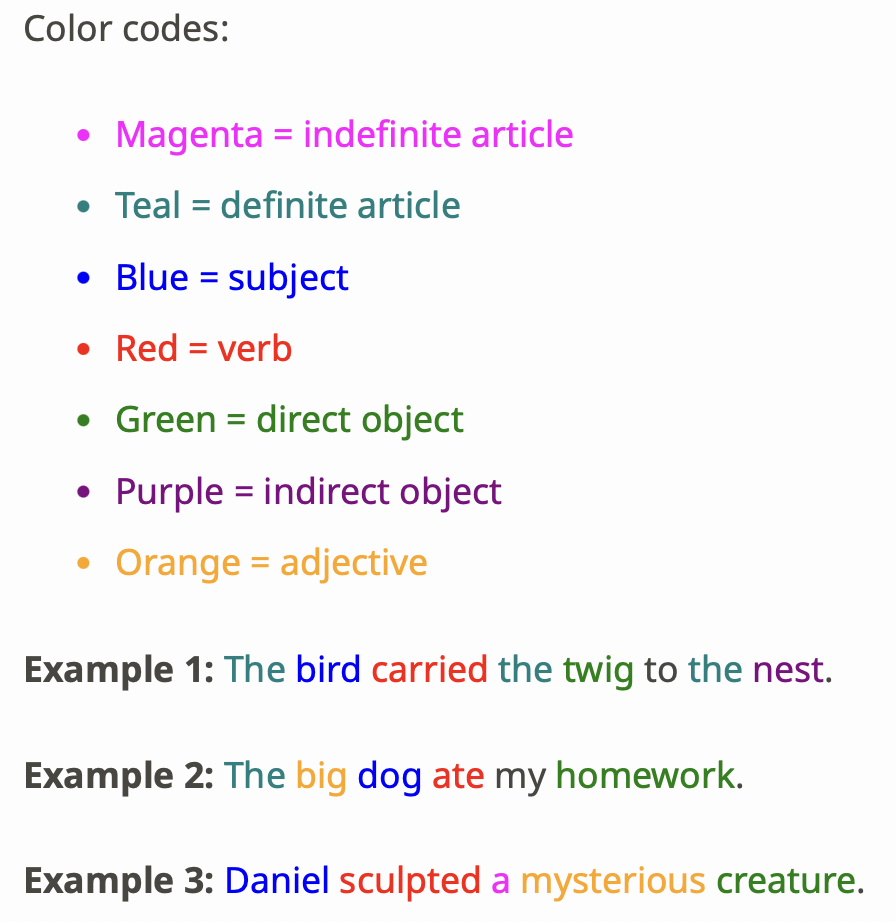 Color codes:
• Magenta = indefinite article
• Teal = definite article
• Blue = subject
• Red = verb
• Green = direct object
• Purple = indirect object
• Orange = adjective
Example 1: The bird carried the twig to the nest.
Example 2: The big dog ate my homework.
Example 3: Daniel sculpted a mysterious creature.